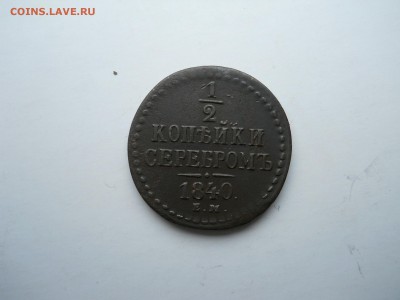 COINS.LAVE.RU
1
2
КОПѢЙКИ
СЕРЕБРОМЪ
1840.
Е.М.